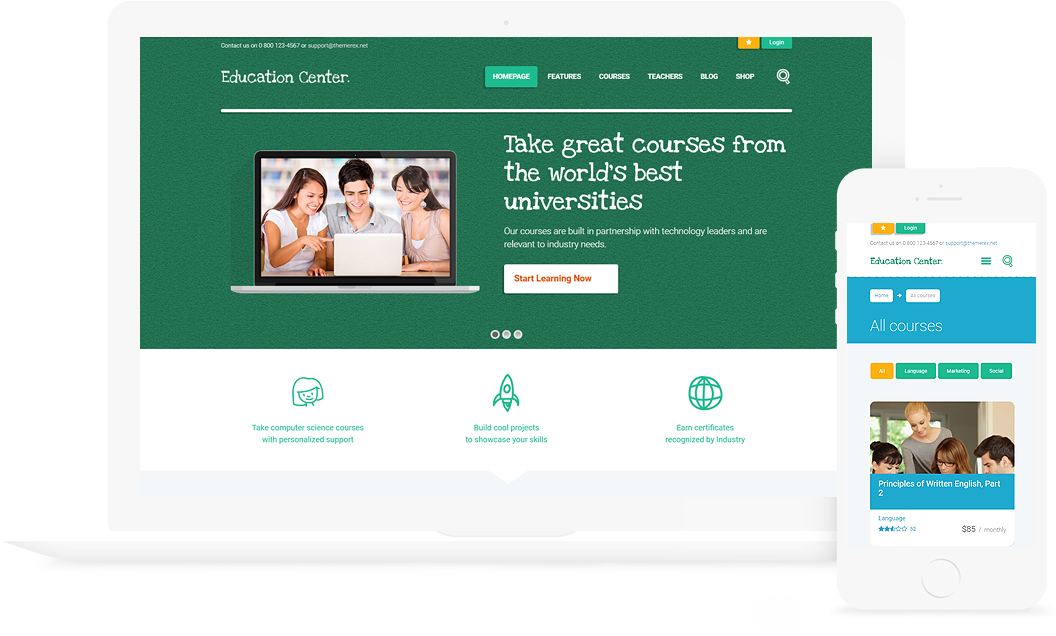 Contact us on 0 800 123-4567 or support@themerex.net
Login
Education Center.
HOMEPAGE FEATURES COURSES TEACHERS BLOG SHOP
Take great courses from
the world's best
universities
Our courses are built in partnership with technology leaders and are
relevant to industry needs.
Start Learning Now
Take computer science courses
with personalized support
Build cool projects
to showcase your skills
Earn certificates
recognized by Industry
Login
Contact us on 0 800 123-4567 or support@themerex.net
Education Center.
Home All courses
All courses
All Language Marketing Social
Principles of Written English, Part
2
Language
52
$85 / monthly